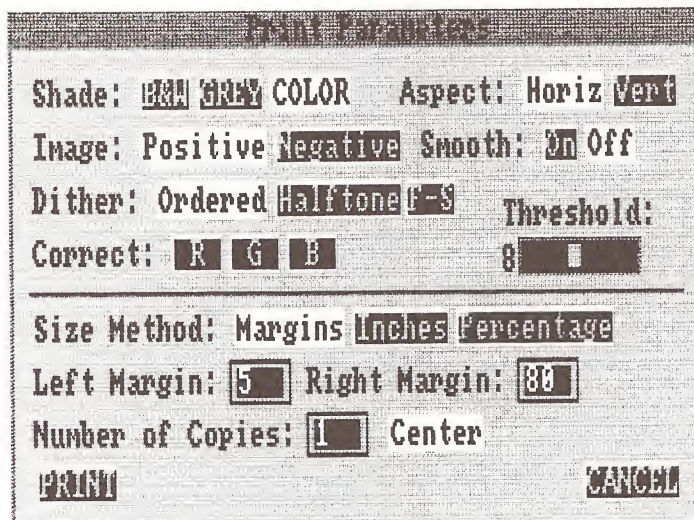 Print Parameters
Shade: B&W GREY COLOR Aspect: Horiz Vert
Image: Positive Negative Smooth: On Off
Dither: Ordered Halftone F-S
Threshold:
Correct: R G B 8
Size Method: Margins Inches Percentage
Left Margin: 5 Right Margin: 80
Number of Copies: 1 Center
PRINT CANCEL